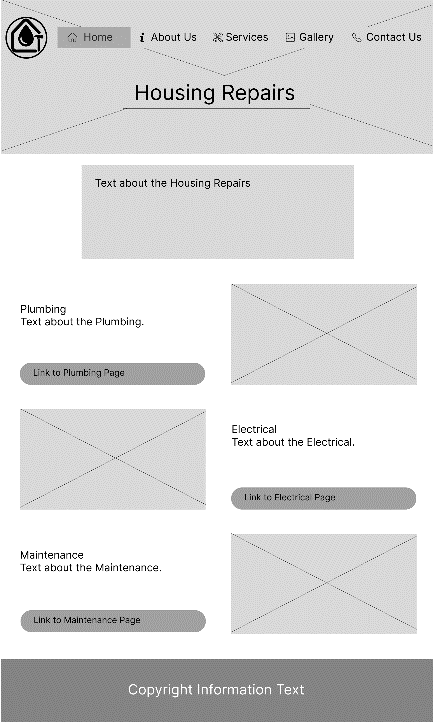 Home
About Us
Services
Gallery
Contact Us
Housing Repairs
Text about the Housing Repairs
Plumbing
Text about the Plumbing.
Link to Plumbing Page
Electrical
Text about the Electrical.
Link to Electrical Page
Maintenance
Text about the Maintenance.
Link to Maintenance Page
Copyright Information Text